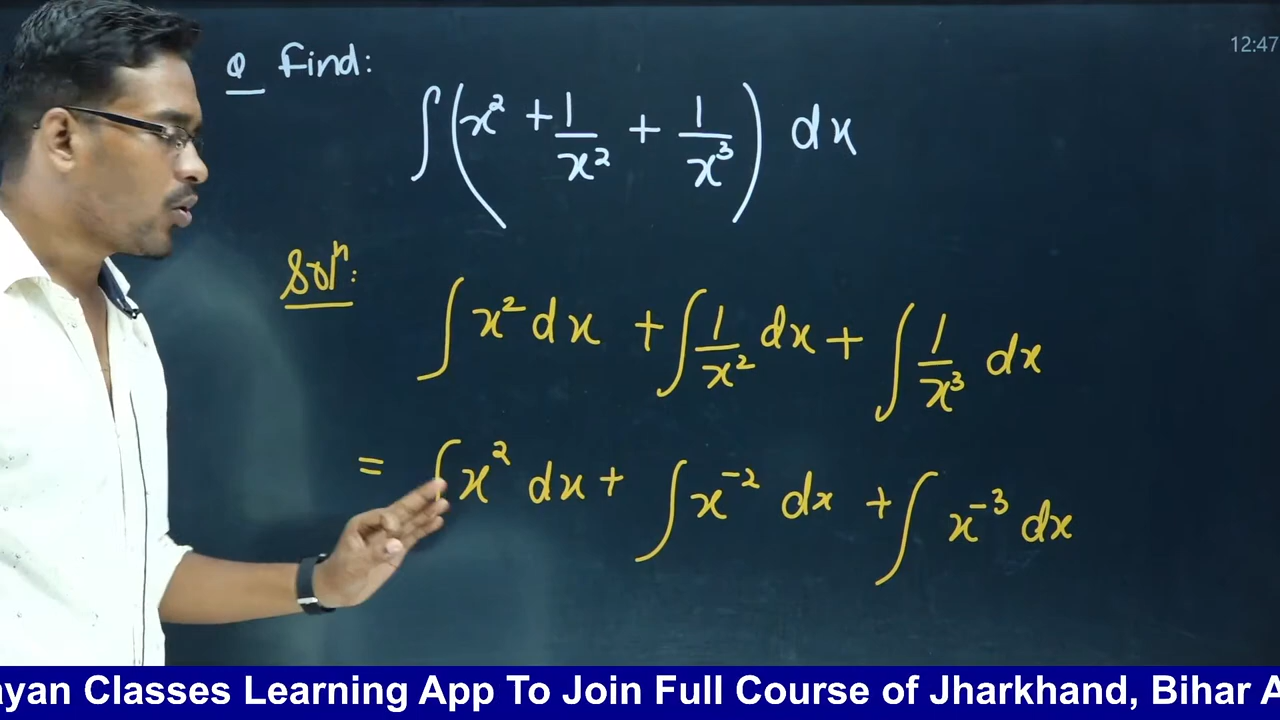 12:47
Q Find:
∫(x² + 1/x² + 1/x³) dx
Solⁿ:
∫x² dx + ∫1/x² dx + ∫1/x³ dx
= ∫x² dx + ∫x⁻² dx + ∫x⁻³ dx
ayan Classes Learning App To Join Full Course of Jharkhand, Bihar A